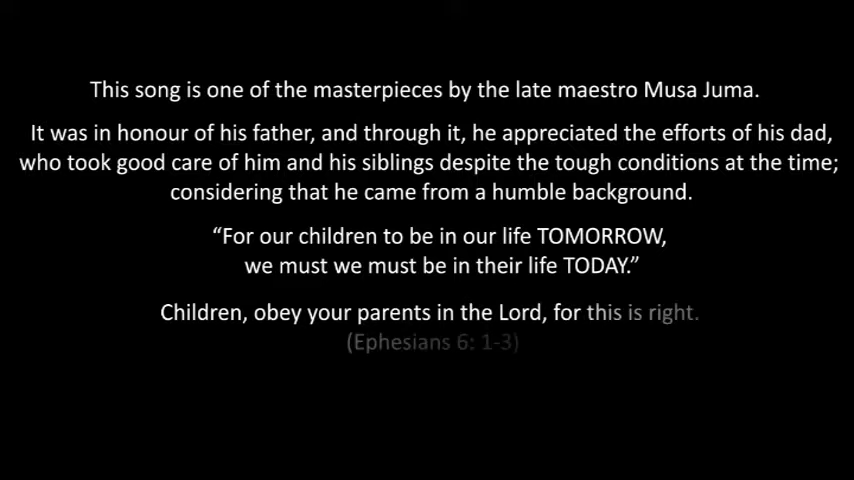 This song is one of the masterpieces by the late maestro Musa Juma.
It was in honour of his father, and through it, he appreciated the efforts of his dad,
who took good care of him and his siblings despite the tough conditions at the time;
considering that he came from a humble background.
“For our children to be in our life TOMORROW,
we must we must be in their life TODAY.”
Children, obey your parents in the Lord, for this is right.
(Ephesians 6: 1-3)